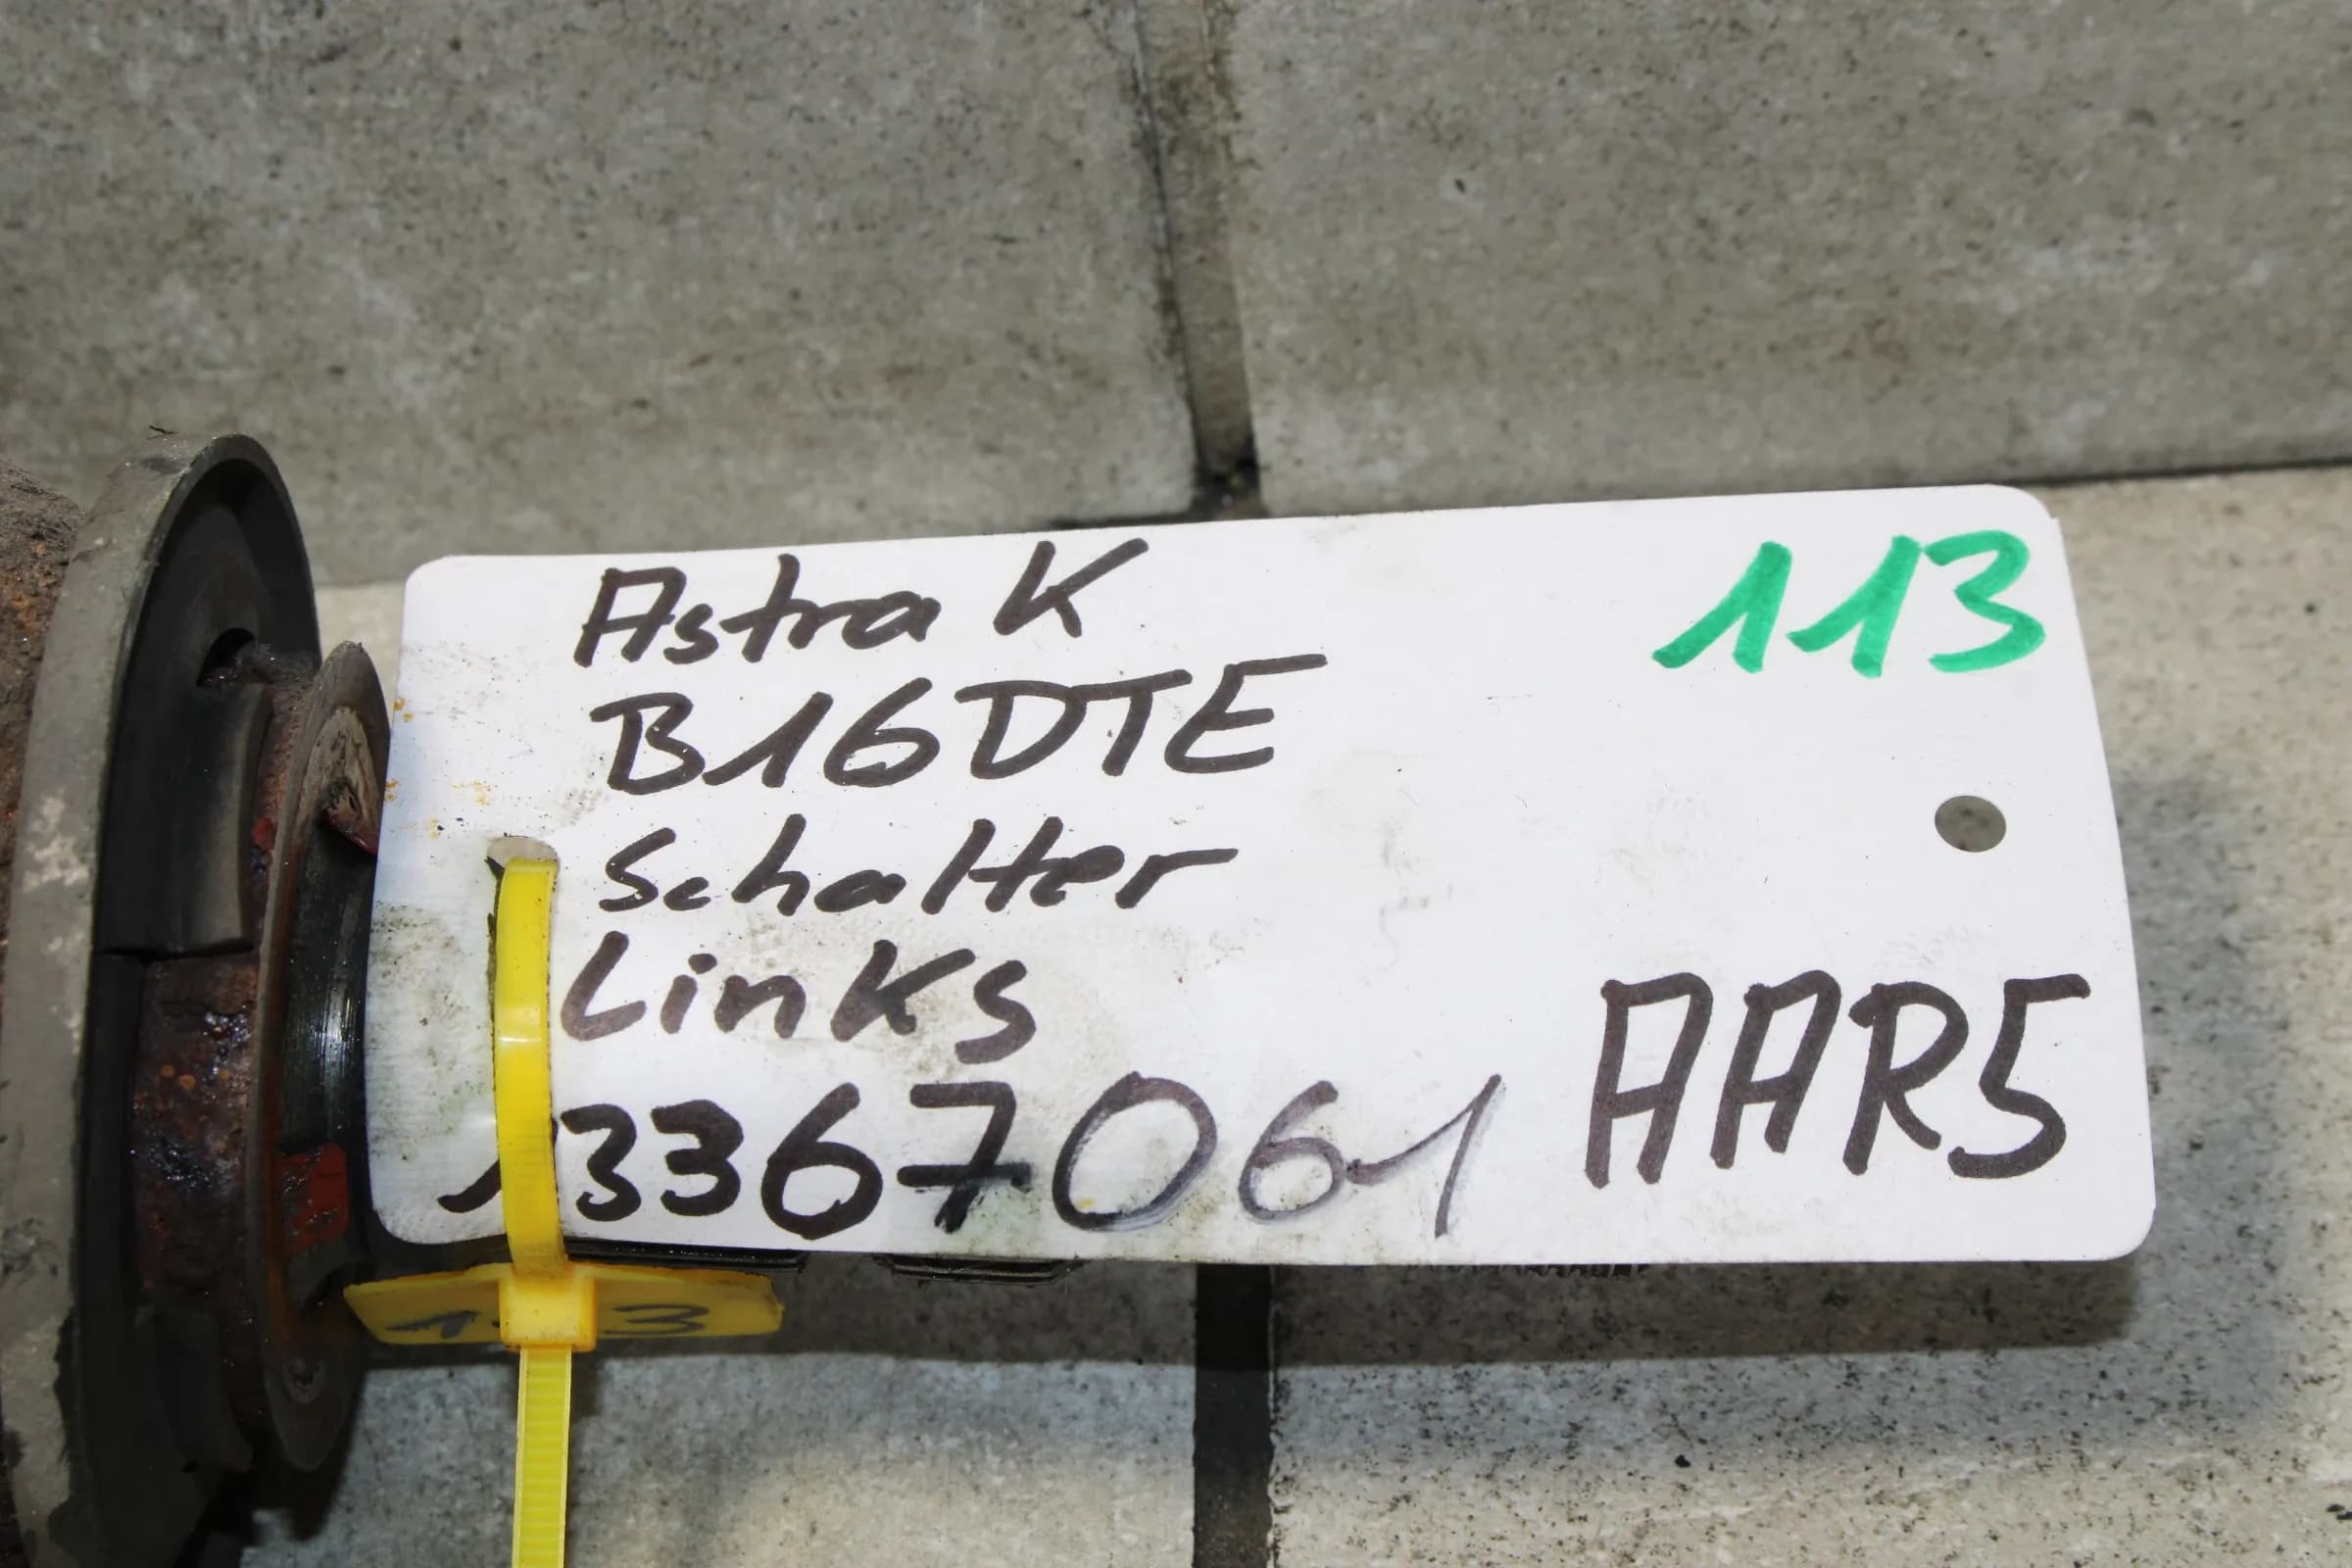 Astra K
113
B16DTE
Schalter
Links
AAR5
13367061